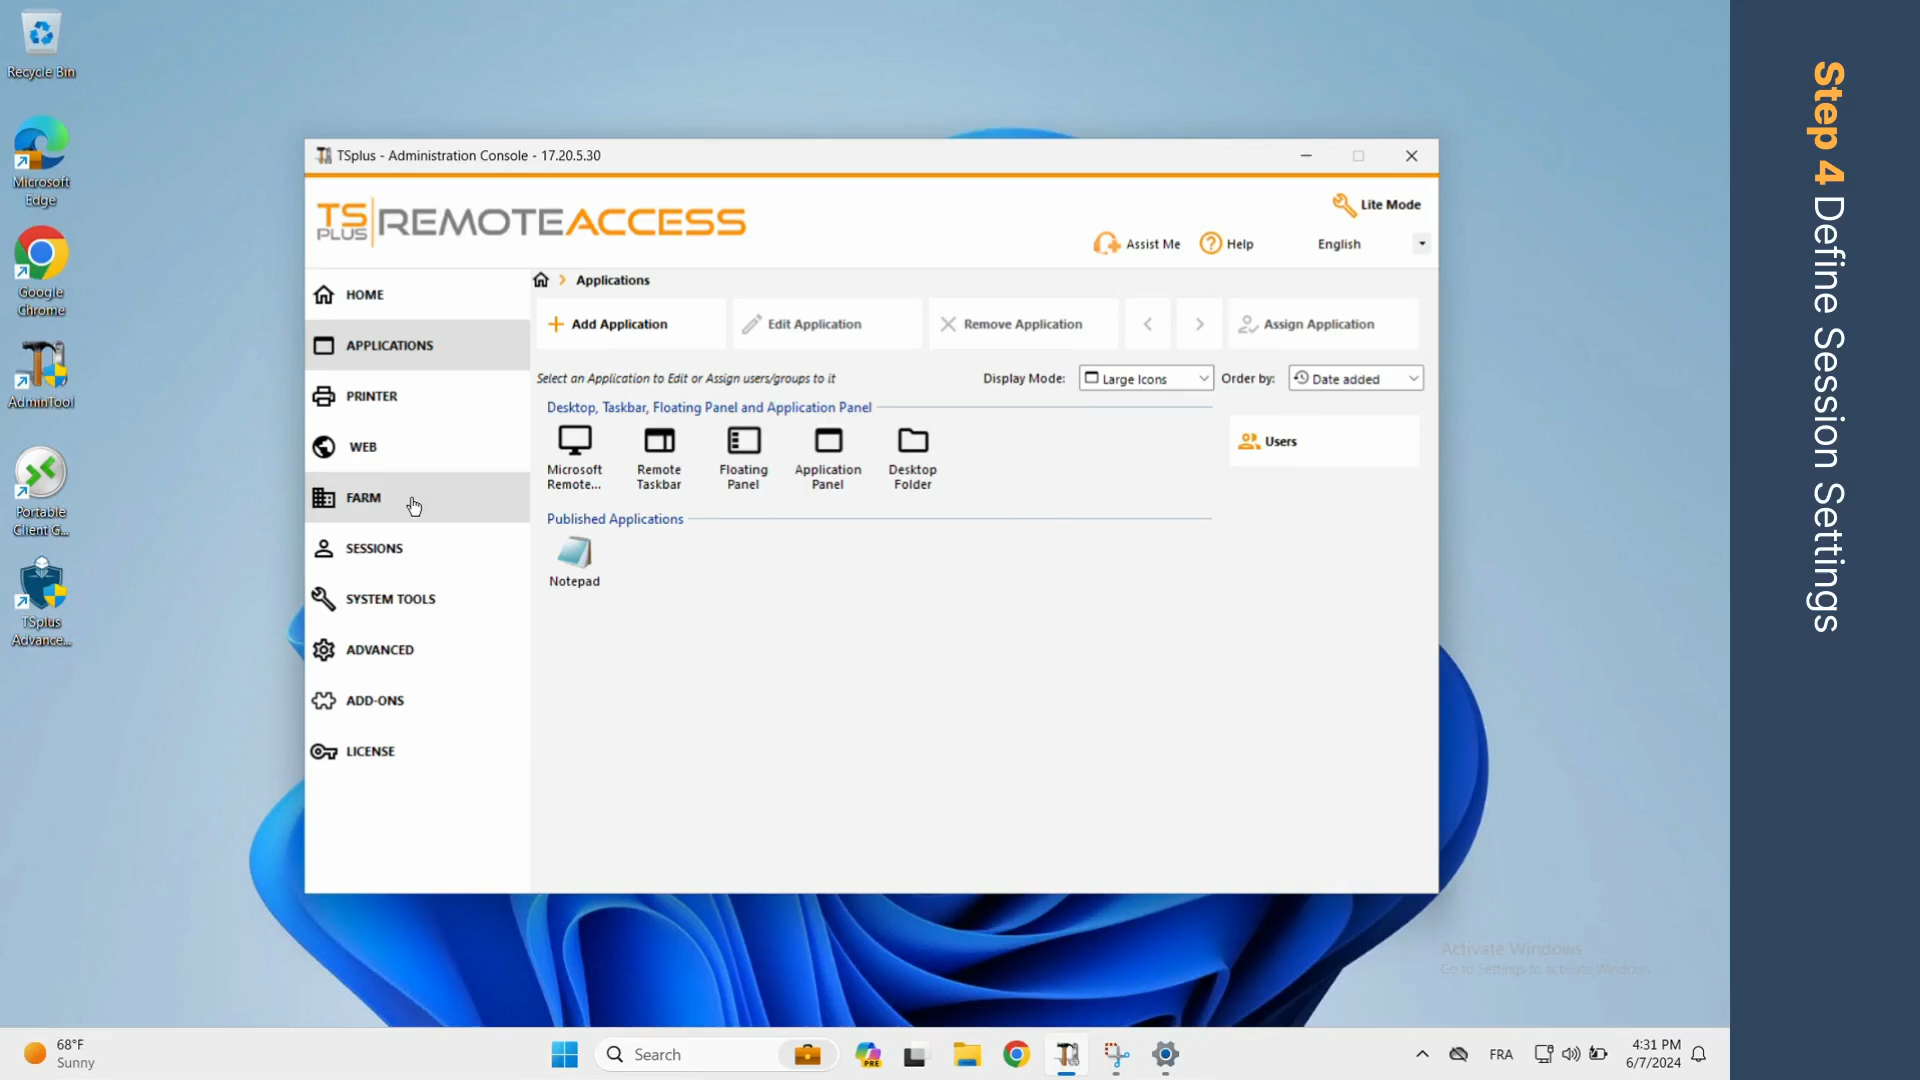 Recycle Bin
Microsoft
Edge
Google
Chrome
AdminTool
Portable
Client G...
TSplus
Advance...
TSplus - Administration Console - 17.20.5.30
TS
PLUS
REMOTEACCESS
Lite Mode
Assist Me
Help
English
HOME
APPLICATIONS
PRINTER
WEB
FARM
SESSIONS
SYSTEM TOOLS
ADVANCED
ADD-ONS
LICENSE
Applications
Add Application
Edit Application
Remove Application
Assign Application
Select an Application to Edit or Assign users/groups to it
Display Mode:
Large Icons
Order by:
Date added
Desktop, Taskbar, Floating Panel and Application Panel
Microsoft
Remote...
Remote
Taskbar
Floating
Panel
Application
Panel
Desktop
Folder
Users
Published Applications
Notepad
Step 4 Define Session Settings
Activate Windows
Go to Settings to activate Windows.
68°F
Sunny
Search
PRE
FRA
4:31 PM
6/7/2024